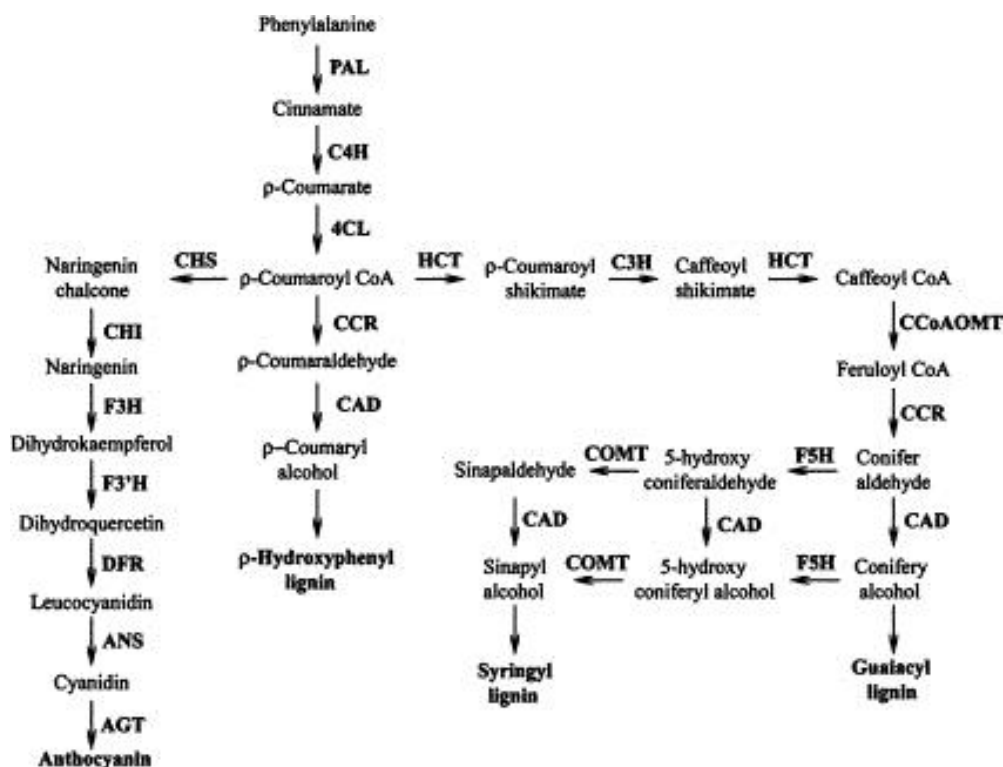 Phenylalanine
PAL
Cinnamate
C4H
ρ-Coumarate
4CL
Naringenin
chalcone
CHS
ρ-Coumaroyl CoA
HCT
ρ-Coumaroyl
shikimate
C3H
Caffeoyl
shikimate
HCT
Caffeoyl CoA
CHI
CCR
CCoAOMT
Naringenin
ρ-Coumaraldehyde
Feruloyl CoA
F3H
CAD
CCR
Dihydrokaempferol
ρ-Coumaryl
alcohol
Sinapaldehyde
COMT
5-hydroxy
coniferaldehyde
F5H
Conifer
aldehyde
F3'H
CAD
CAD
CAD
Dihydroquercetin
ρ-Hydroxyphenyl
lignin
Sinapyl
alcohol
COMT
5-hydroxy
coniferyl alcohol
F5H
Conifery
alcohol
DFR
Leucocyanidin
ANS
Cyanidin
Syringyl
lignin
Guaiacyl
lignin
AGT
Anthocyanin